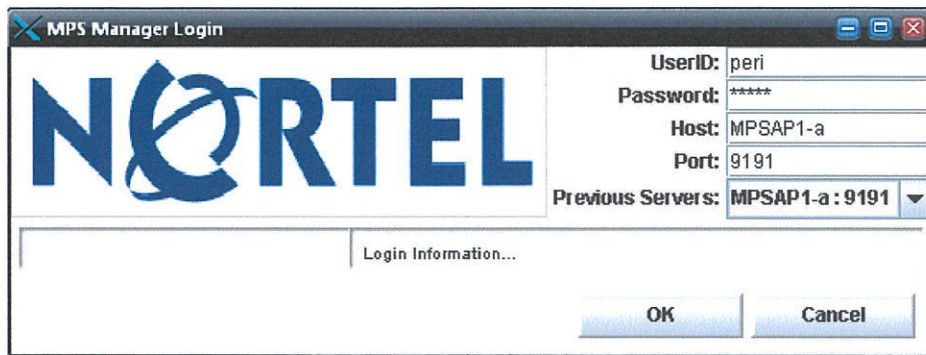 MPS Manager Login
NORTEL
UserID: peri
Password: *****
Host: MPSAP1-a
Port: 9191
Previous Servers: MPSAP1-a : 9191
Login Information...
OK Cancel